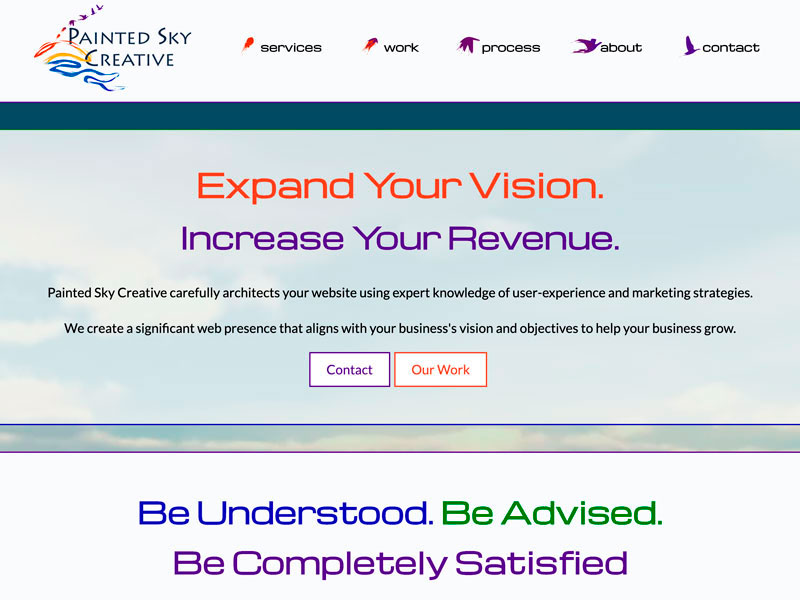 Painted Sky
Creative
services
work
process
about
contact
Expand Your Vision.
Increase Your Revenue.
Painted Sky Creative carefully architects your website using expert knowledge of user-experience and marketing strategies.
We create a significant web presence that aligns with your business's vision and objectives to help your business grow.
Contact
Our Work
Be Understood. Be Advised.
Be Completely Satisfied